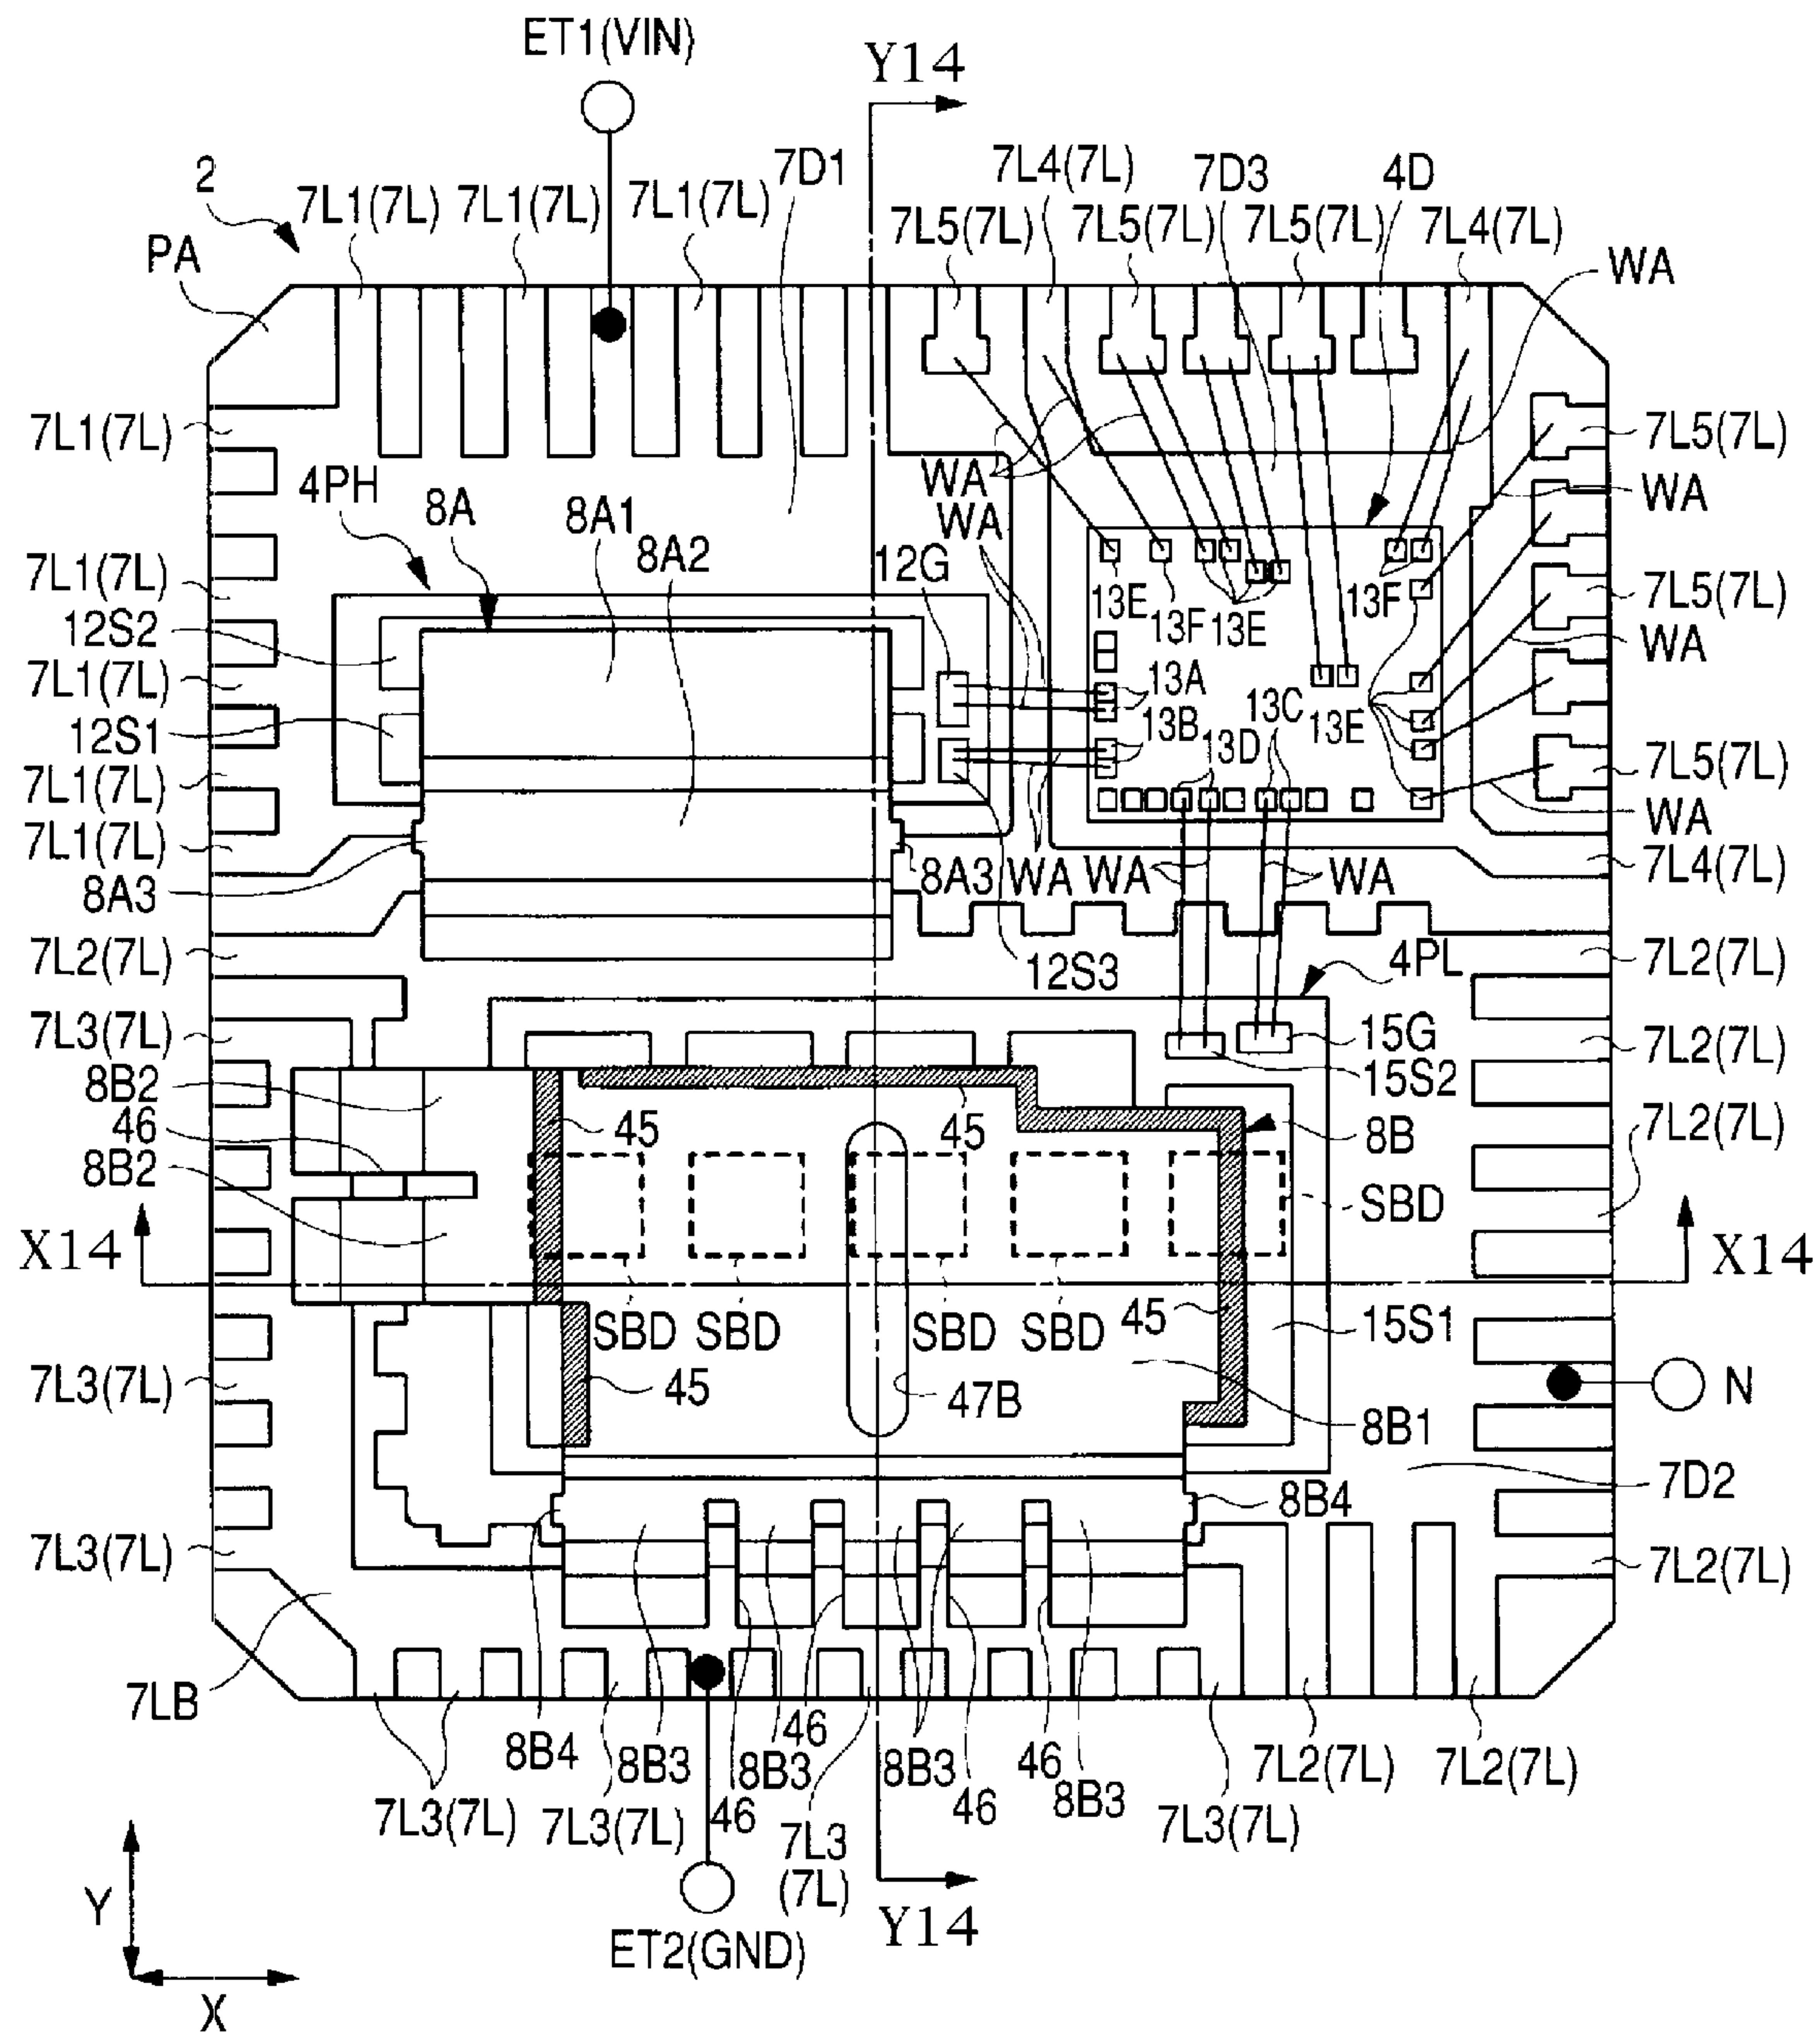 ET1(VIN)
Y14
2
7L1(7L)
7L1(7L)
7L1(7L)
7D1
7L4(7L)
7D3
4D
7L5(7L)
7L5(7L)
7L5(7L)
7L4(7L)
PA
WA
7L1(7L)
7L5(7L)
4PH
8A
8A1
8A2
WA
WA
WA
12G
7L1(7L)
7L5(7L)
13E
13F
13E
13F
12S2
WA
7L1(7L)
13A
12S1
13B
13C
13E
13D
7L1(7L)
7L5(7L)
WA
7L1(7L)
8A3
8A3
WA
WA
WA
7L4(7L)
7L2(7L)
12S3
4PL
7L2(7L)
7L3(7L)
15G
7L2(7L)
8B2
15S2
46
45
45
8B
7L2(7L)
8B2
SBD
X14
X14
SBD
SBD
SBD
SBD
45
15S1
7L3(7L)
45
47B
N
8B1
7D2
8B4
7L3(7L)
7L2(7L)
7LB
8B4
8B3
46
8B3
8B3
46
8B3
7L2(7L)
7L2(7L)
7L3(7L)
7L3(7L)
46
7L3
(7L)
46
7L3(7L)
Y
ET2(GND)
Y14
X